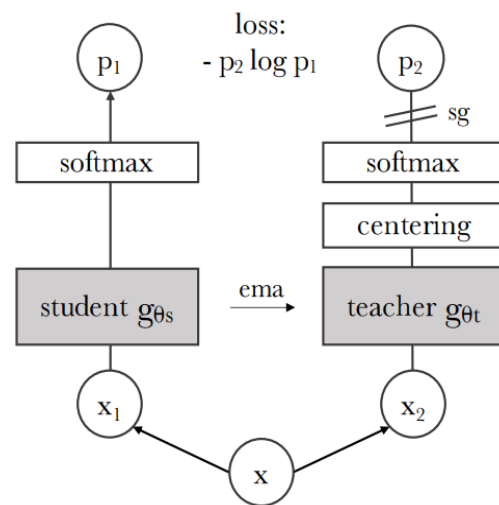 loss:
- p₂ log p₁
p₁
p₂
sg
softmax
softmax
centering
student gθs
ema
teacher gθt
x₁
x₂
x